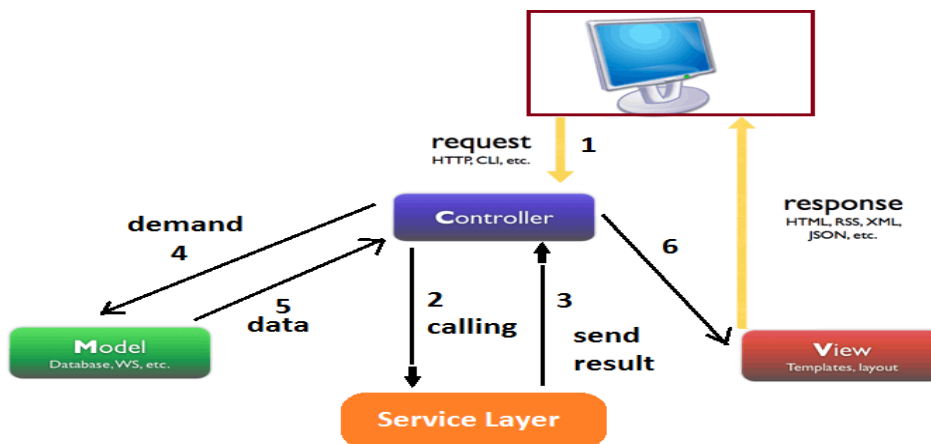 request
HTTP, CLI, etc.
1
Controller
demand
4
5
data
2
calling
3
send
result
6
response
HTML, RSS, XML,
JSON, etc.
Model
Database, WS, etc.
View
Templates, layout
Service Layer